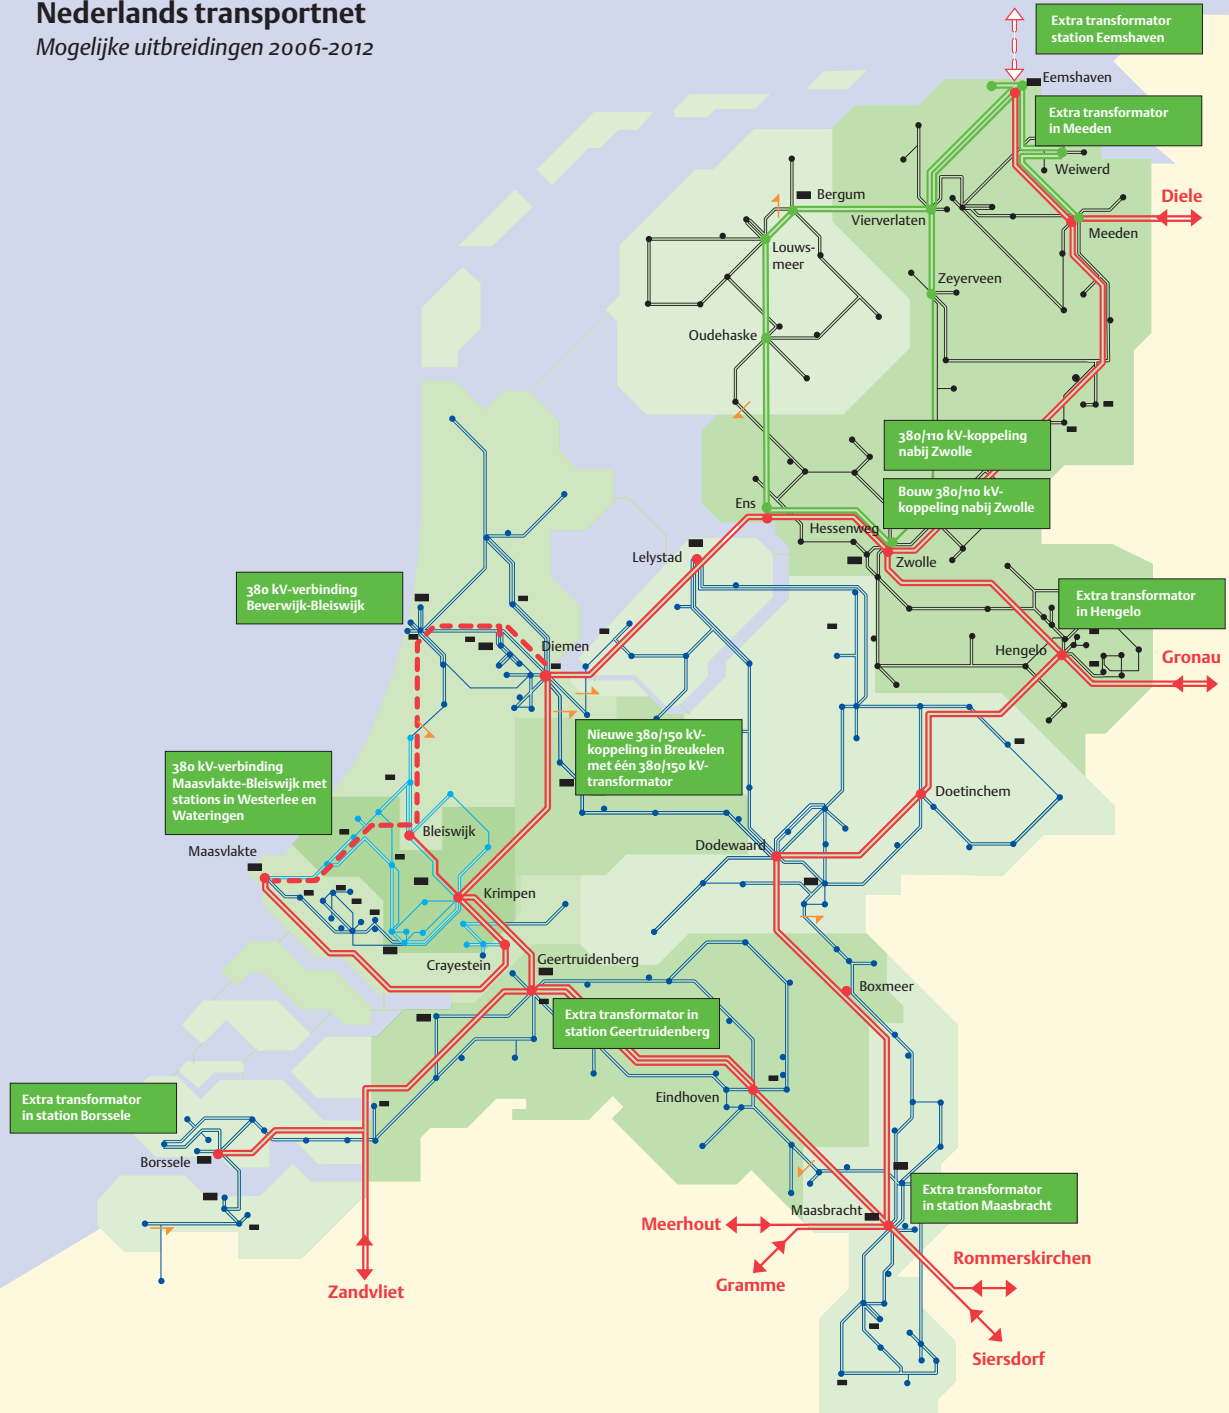 Nederlands transportnet
Mogelijke uitbreidingen 2006-2012
Extra transformator
station Eemshaven
Eemshaven
Extra transformator
in Meeden
Weiwerd
Diele
Bergum
Vierverlaten
Meeden
Louws-
meer
Zeyerveen
Oudehaske
380/110 kV-koppeling
nabij Zwolle
Bouw 380/110 kV-
koppeling nabij Zwolle
Ens
Hessenweg
Lelystad
Zwolle
380 kV-verbinding
Beverwijk-Bleiswijk
Extra transformator
in Hengelo
Diemen
Hengelo
Gronau
Nieuwe 380/150 kV-
koppeling in Breukelen
met één 380/150 kV-
transformator
380 kV-verbinding
Maasvlakte-Bleiswijk met
stations in Westerlee en
Wateringen
Doetinchem
Bleiswijk
Dodewaard
Maasvlakte
Krimpen
Crayestein
Geertruidenberg
Boxmeer
Extra transformator in
station Geertruidenberg
Extra transformator
in station Borssele
Eindhoven
Borssele
Extra transformator
in station Maasbracht
Maasbracht
Meerhout
Rommerskirchen
Gramme
Zandvliet
Siersdorf